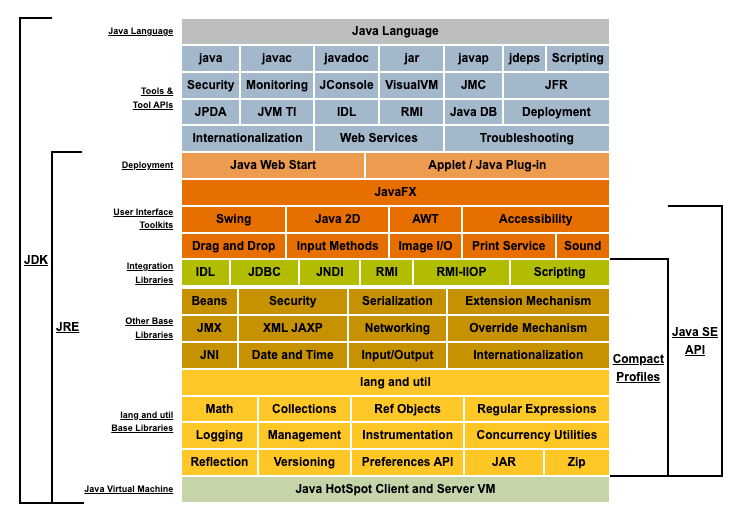 Java Language Java Language
java javac javadoc jar javap jdeps Scripting
Tools & Tool APIs
Security Monitoring JConsole VisualVM JMC JFR
JPDA JVM TI IDL RMI Java DB Deployment
Internationalization Web Services Troubleshooting
Deployment Java Web Start Applet / Java Plug-in
JavaFX
User Interface Toolkits
Swing Java 2D AWT Accessibility
Drag and Drop Input Methods Image I/O Print Service Sound
Integration Libraries
IDL JDBC JNDI RMI RMI-IIOP Scripting
Beans Security Serialization Extension Mechanism
Other Base Libraries
JMX XML JAXP Networking Override Mechanism
JNI Date and Time Input/Output Internationalization
lang and util
lang and util Base Libraries
Math Collections Ref Objects Regular Expressions
Logging Management Instrumentation Concurrency Utilities
Reflection Versioning Preferences API JAR Zip
Java Virtual Machine Java HotSpot Client and Server VM
JDK
JRE
Compact
Profiles
Java SE
API